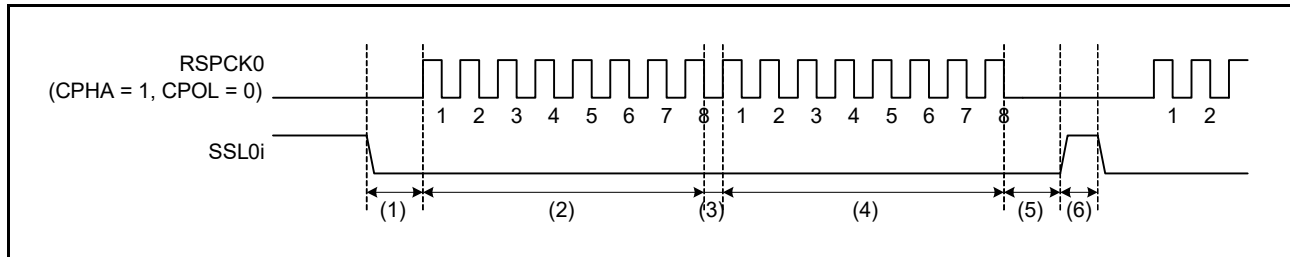 RSPCK0
(CPHA = 1, CPOL = 0)
1 2 3 4 5 6 7 8 1 2 3 4 5 6 7 8 1 2
SSL0i
(1) (2) (3) (4) (5) (6)